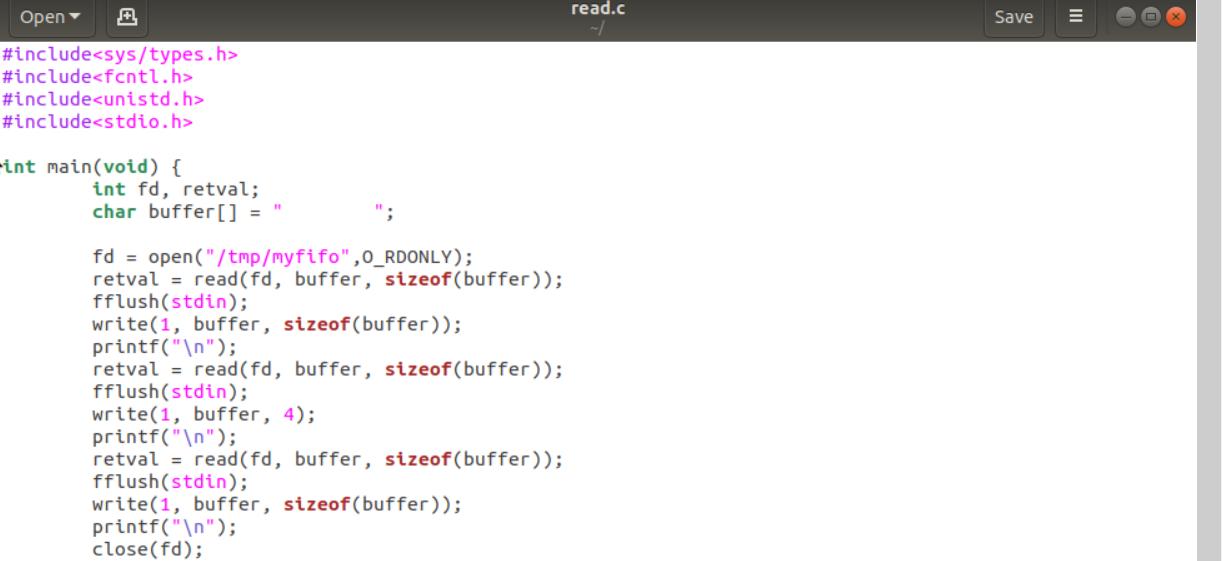 Open
read.c
~/
Save
#include<sys/types.h>
#include<fcntl.h>
#include<unistd.h>
#include<stdio.h>
int main(void) {
        int fd, retval;
        char buffer[] = "        ";
        fd = open("/tmp/myfifo",O_RDONLY);
        retval = read(fd, buffer, sizeof(buffer));
        fflush(stdin);
        write(1, buffer, sizeof(buffer));
        printf("\n");
        retval = read(fd, buffer, sizeof(buffer));
        fflush(stdin);
        write(1, buffer, 4);
        printf("\n");
        retval = read(fd, buffer, sizeof(buffer));
        fflush(stdin);
        write(1, buffer, sizeof(buffer));
        printf("\n");
        close(fd);